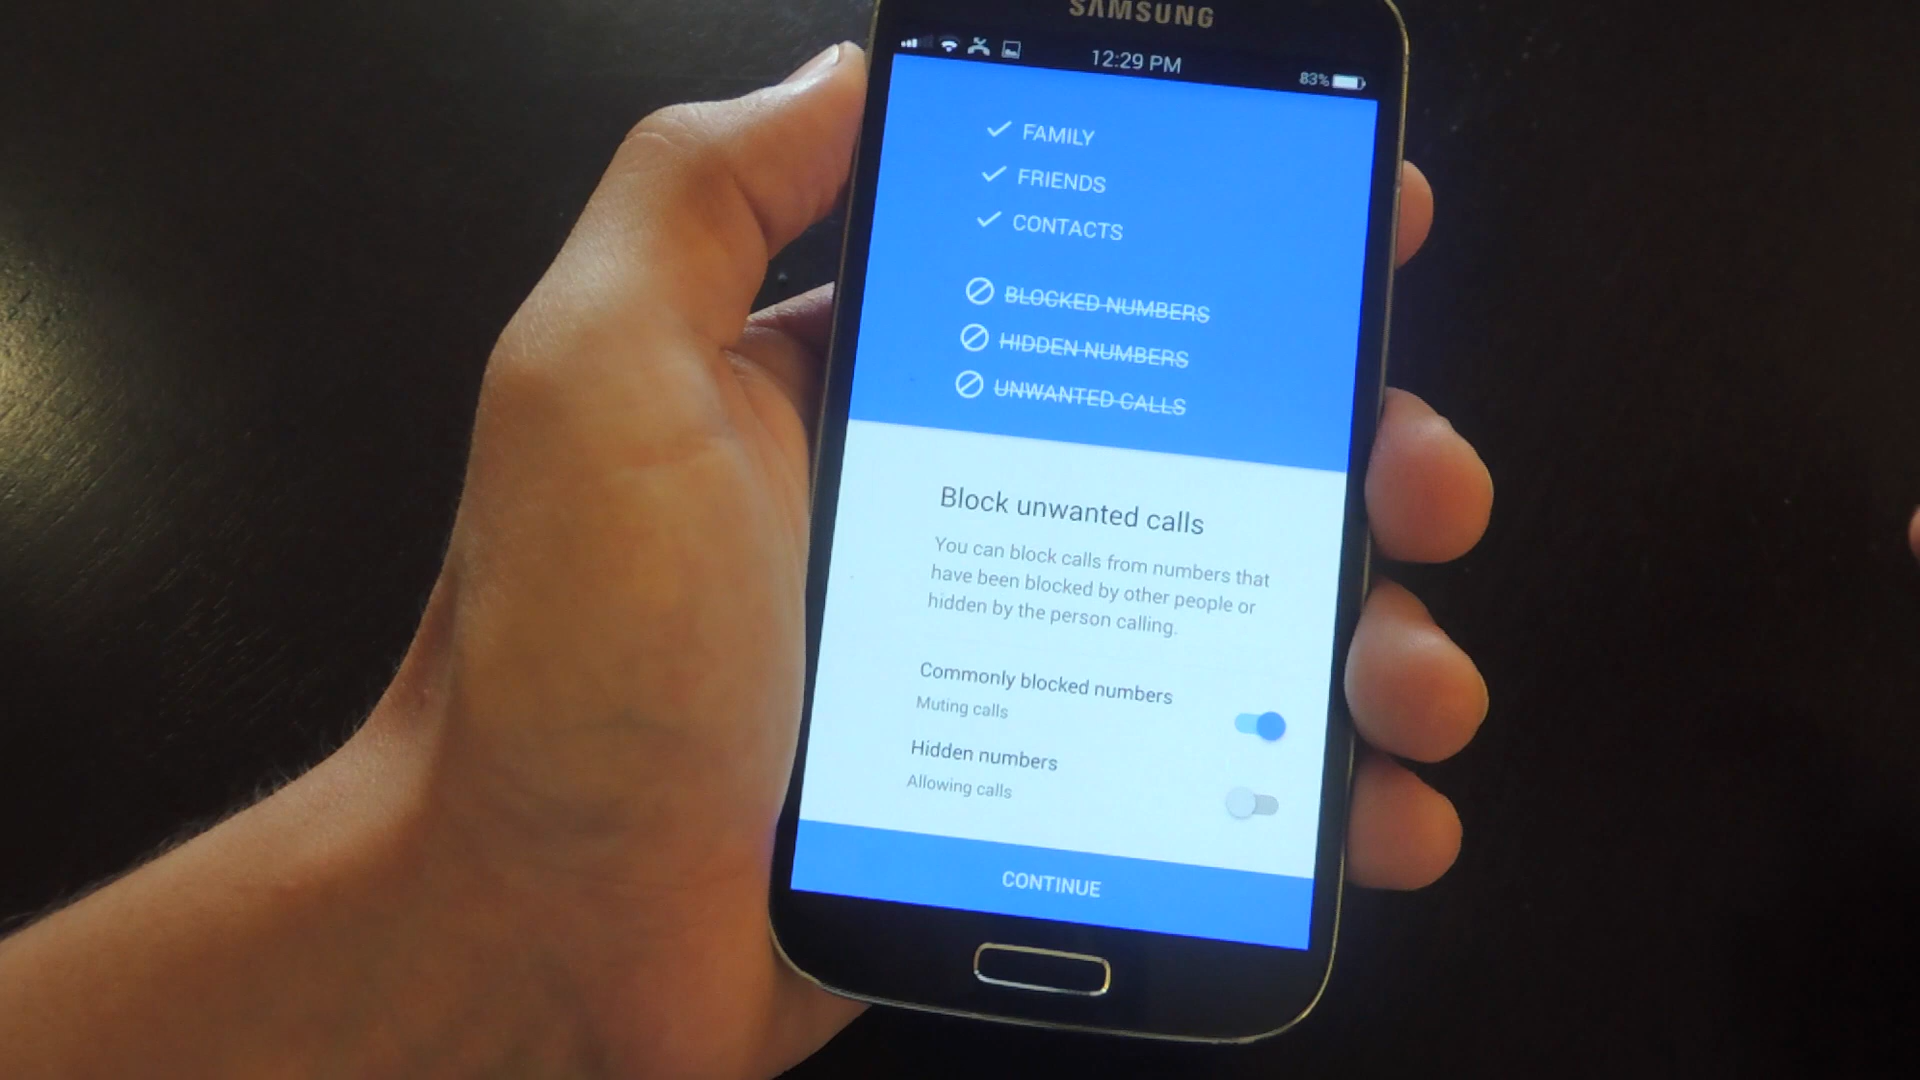 SAMSUNG
12:29 PM
83%
FAMILY
FRIENDS
CONTACTS
BLOCKED NUMBERS
HIDDEN NUMBERS
UNWANTED CALLS
Block unwanted calls
You can block calls from numbers that
have been blocked by other people or
hidden by the person calling.
Commonly blocked numbers
Muting calls
Hidden numbers
Allowing calls
CONTINUE